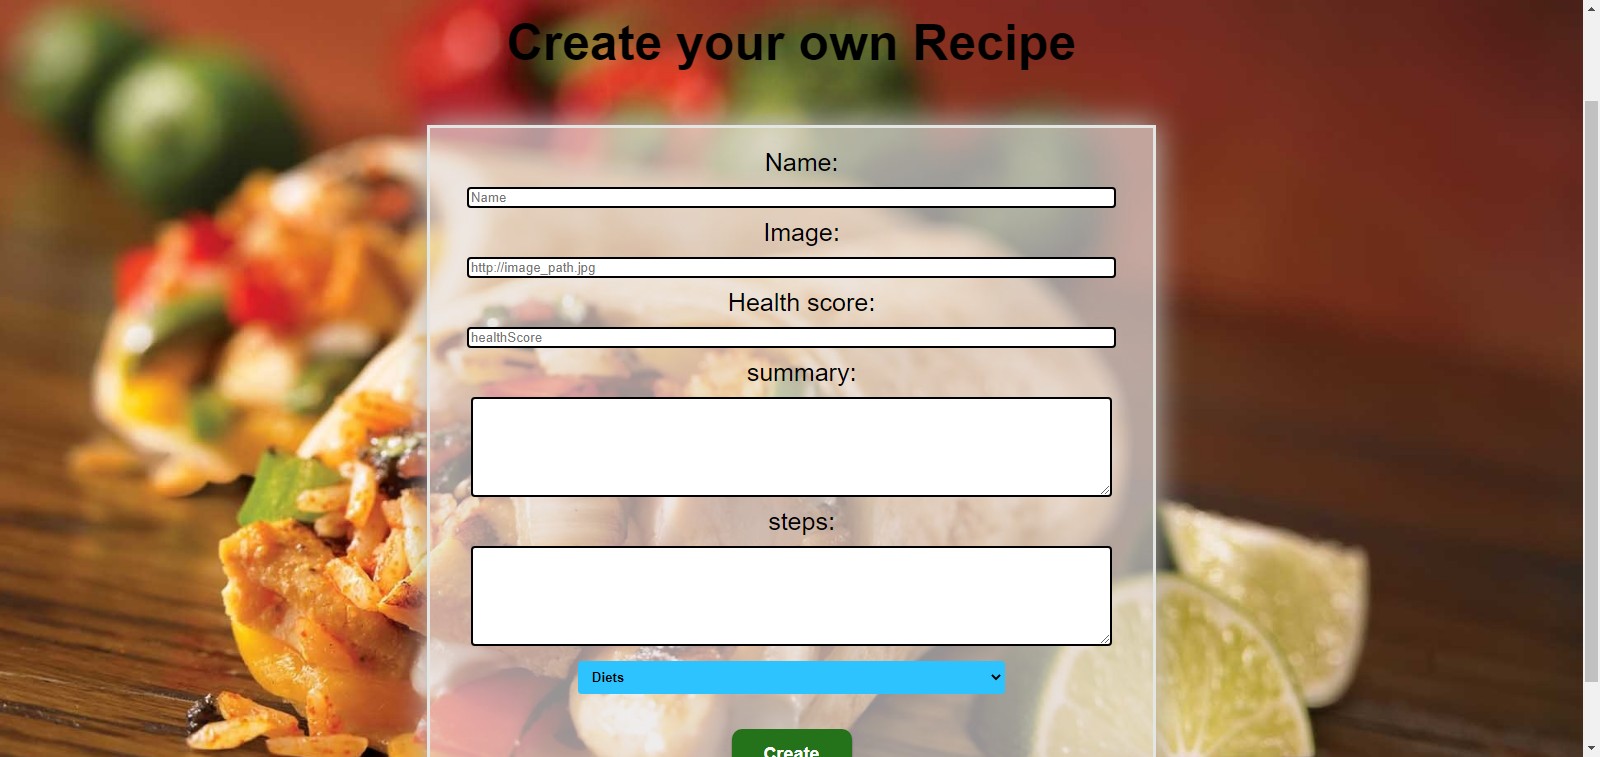 Create your own Recipe
Name:
Name
Image:
http://image_path.jpg
Health score:
healthScore
summary:
steps:
Diets
Create